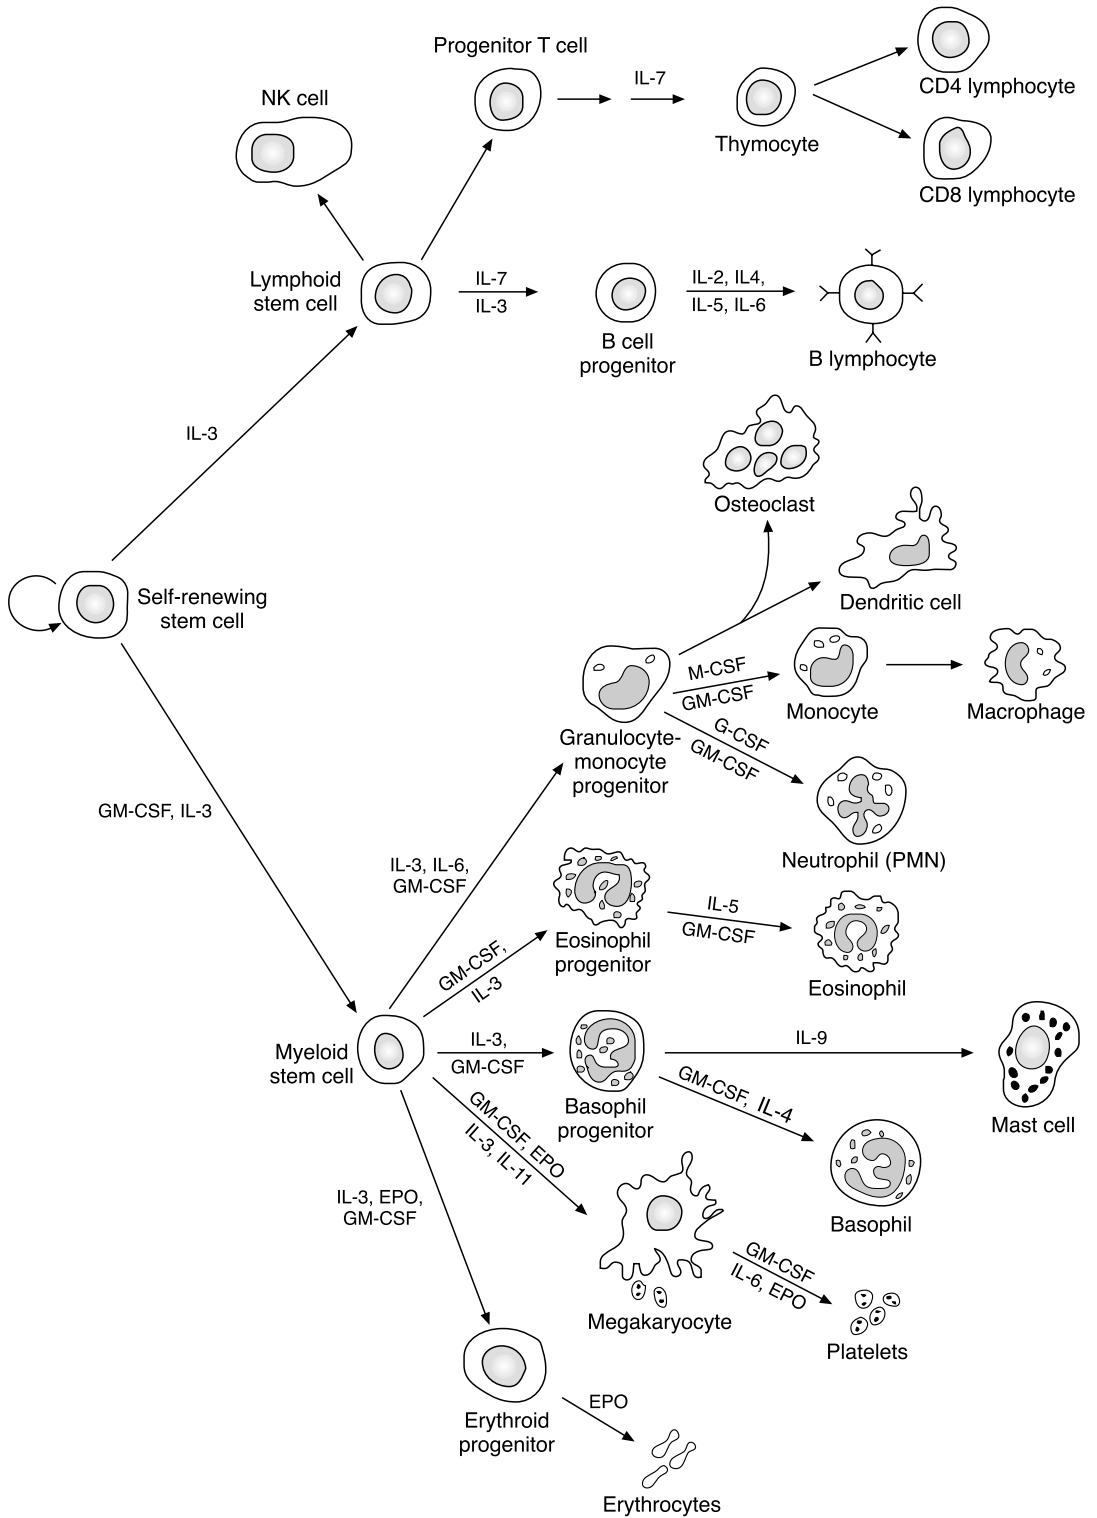 Progenitor T cell
IL-7
CD4 lymphocyte
NK cell
Thymocyte
CD8 lymphocyte
Lymphoid
stem cell
IL-7
IL-3
B cell
progenitor
IL-2, IL4,
IL-5, IL-6
B lymphocyte
IL-3
Osteoclast
Dendritic cell
Self-renewing
stem cell
M-CSF
GM-CSF
Monocyte
Macrophage
Granulocyte-
monocyte
progenitor
G-CSF
GM-CSF
Neutrophil (PMN)
GM-CSF, IL-3
IL-3, IL-6,
GM-CSF
Eosinophil
progenitor
IL-5
GM-CSF
Eosinophil
GM-CSF,
IL-3
Myeloid
stem cell
IL-3,
GM-CSF
Basophil
progenitor
IL-9
Mast cell
GM-CSF, IL-4
Basophil
GM-CSF, EPO
IL-3, IL-11
IL-3, EPO,
GM-CSF
Megakaryocyte
GM-CSF
IL-6, EPO
Platelets
Erythroid
progenitor
EPO
Erythrocytes